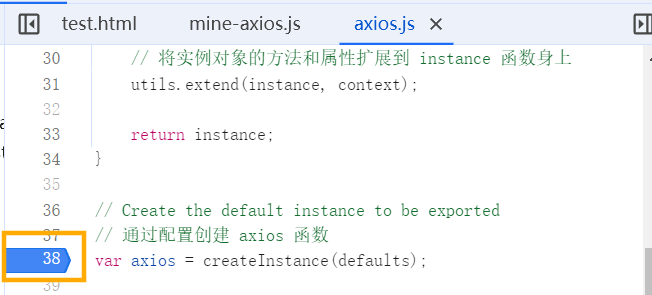 test.html mine-axios.js axios.js
30 // 将实例对象的方法和属性扩展到 instance 函数身上
31 utils.extend(instance, context);
32
33 return instance;
34 }
35
36 // Create the default instance to be exported
37 // 通过配置创建 axios 函数
38 var axios = createInstance(defaults);
39